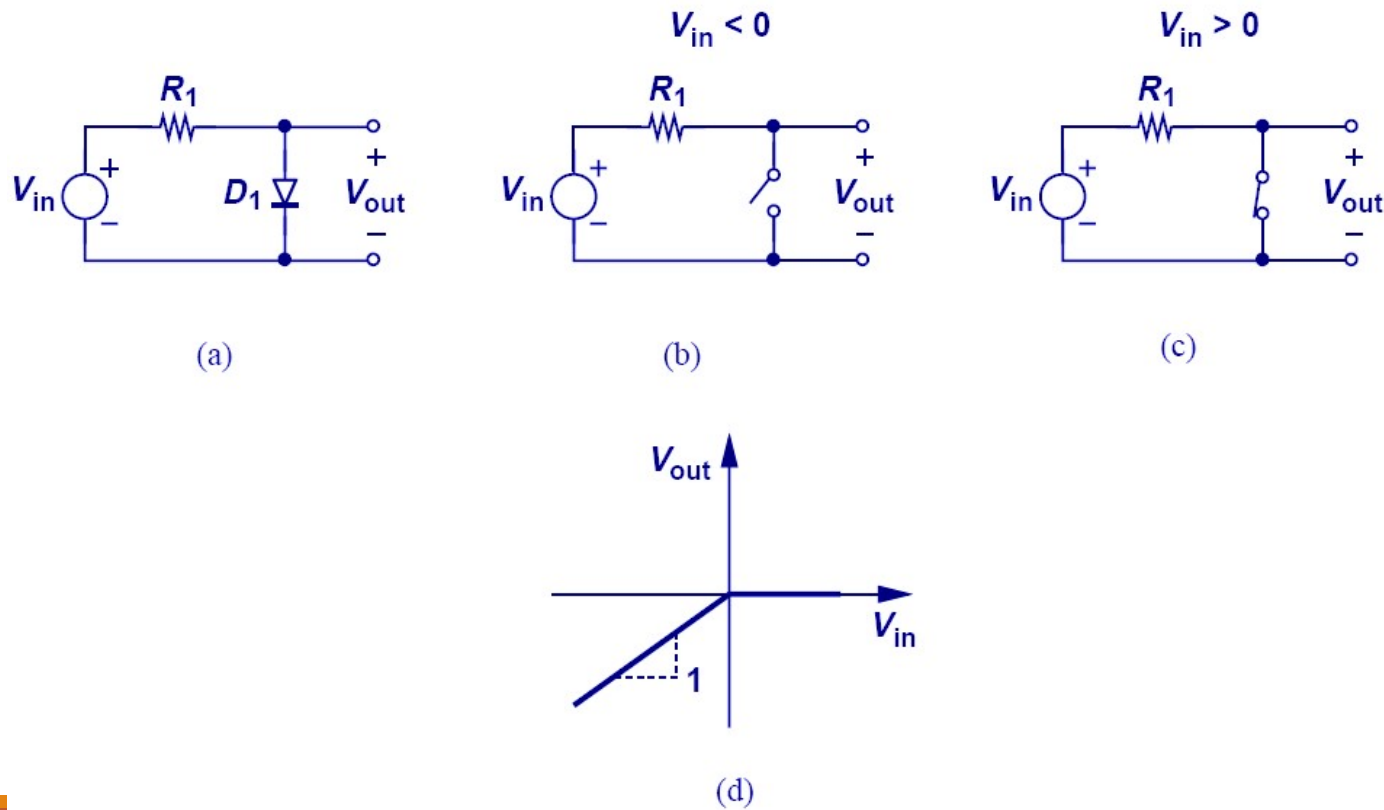 V_in < 0
V_in > 0
R_1
V_in
+
−
D_1
+
V_out
−
(a)
R_1
V_in
+
−
+
V_out
−
(b)
R_1
V_in
+
−
+
V_out
−
(c)
V_out
V_in
1
(d)